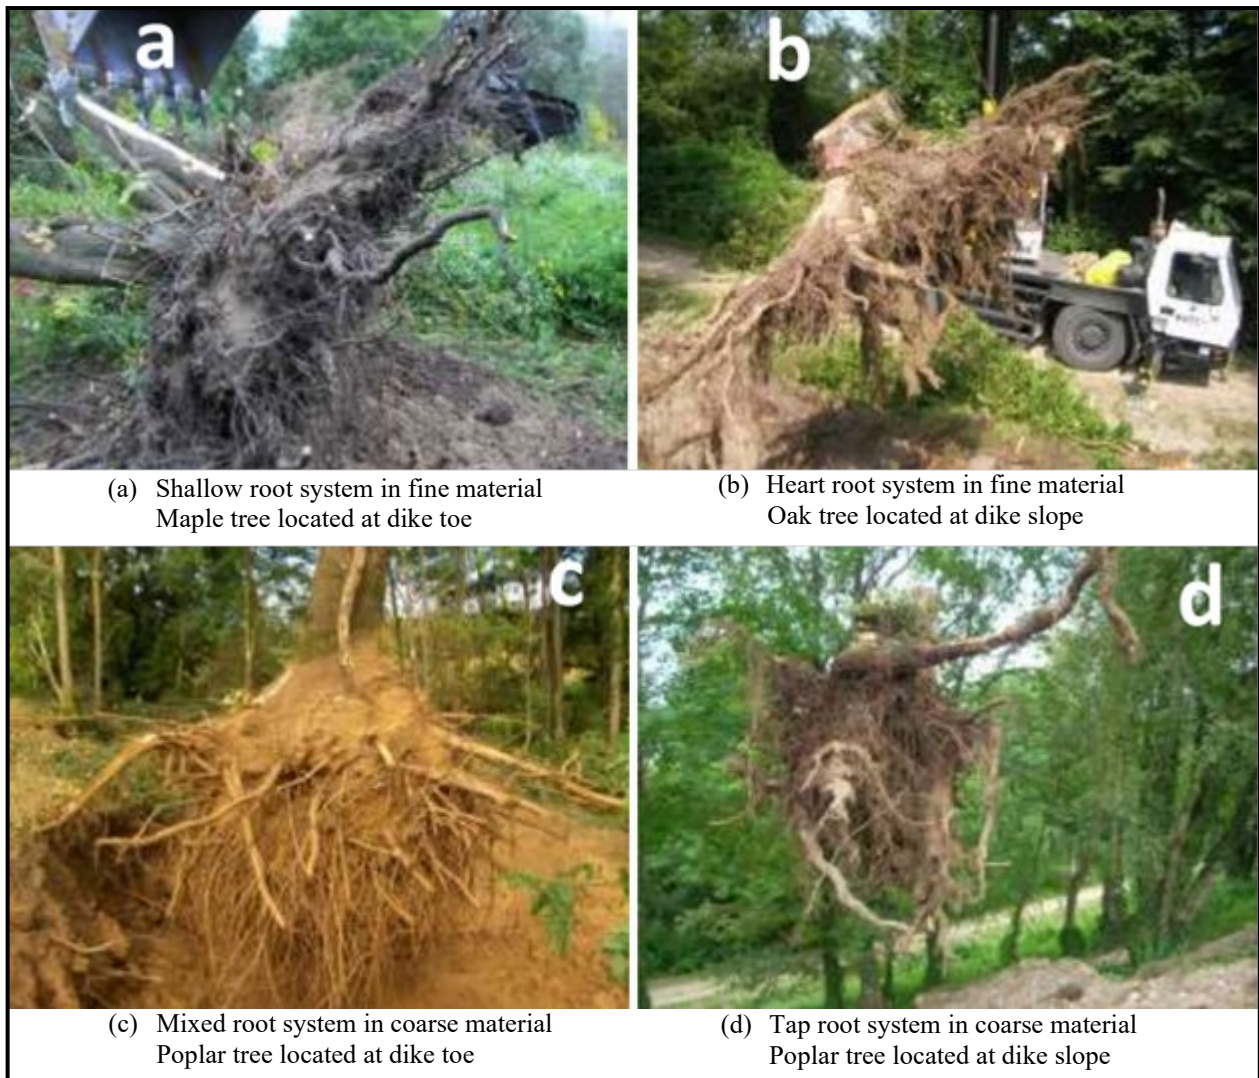 a
b
(a) Shallow root system in fine material
Maple tree located at dike toe
(b) Heart root system in fine material
Oak tree located at dike slope
c
d
(c) Mixed root system in coarse material
Poplar tree located at dike toe
(d) Tap root system in coarse material
Poplar tree located at dike slope